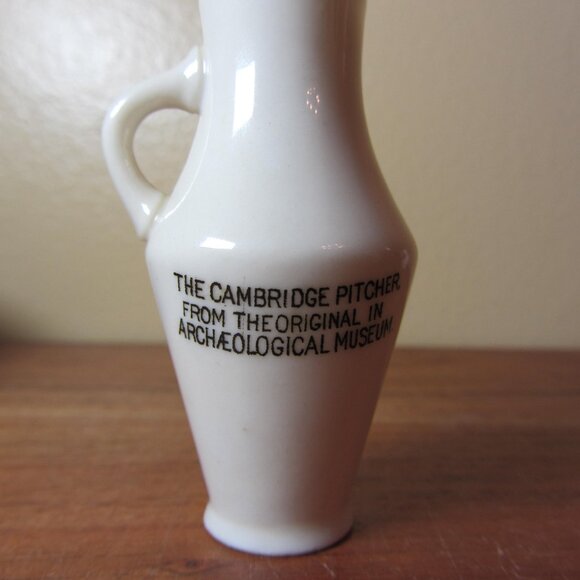 THE CAMBRIDGE PITCHER.
FROM THE ORIGINAL IN
ARCHÆOLOGICAL MUSEUM.